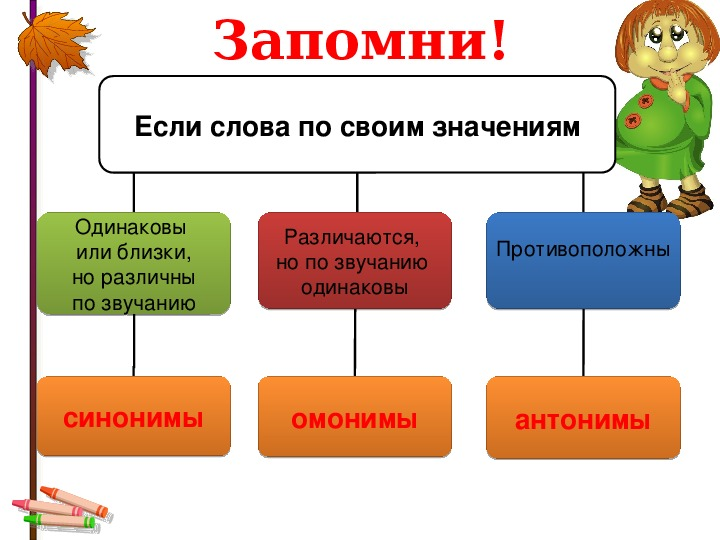 Запомни!
Если слова по своим значениям
Одинаковы
или близки,
но различны
по звучанию
Различаются,
но по звучанию
одинаковы
Противоположны
синонимы
омонимы
антонимы